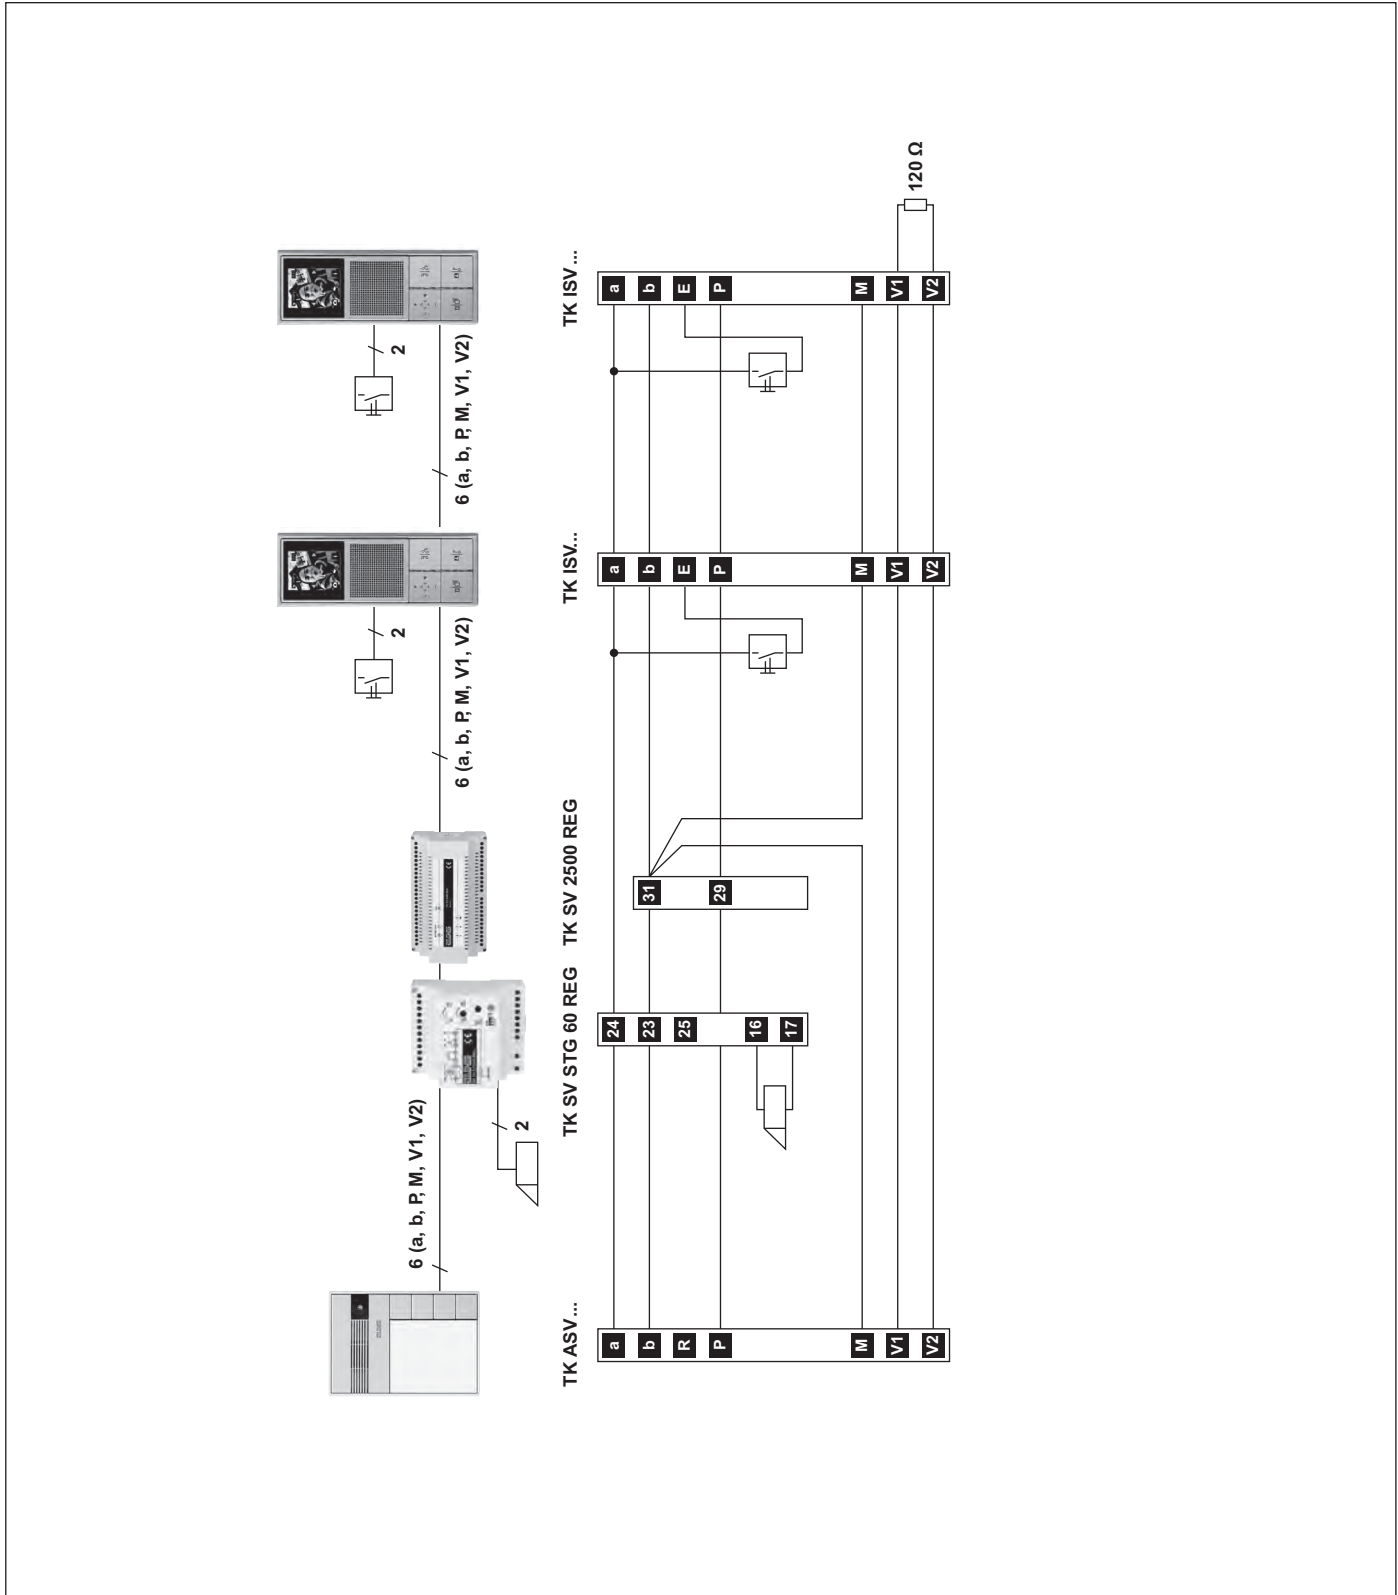 2
6 (a, b, P, M, V1, V2)
2
6 (a, b, P, M, V1, V2)
6 (a, b, P, M, V1, V2)
2
TK ASV...
TK SV STG 60 REG
TK SV 2500 REG
TK ISV...
TK ISV...
a
b
R
P
M
V1
V2
24
23
25
16
17
31
29
a
b
E
P
M
V1
V2
a
b
E
P
M
V1
V2
120 Ω